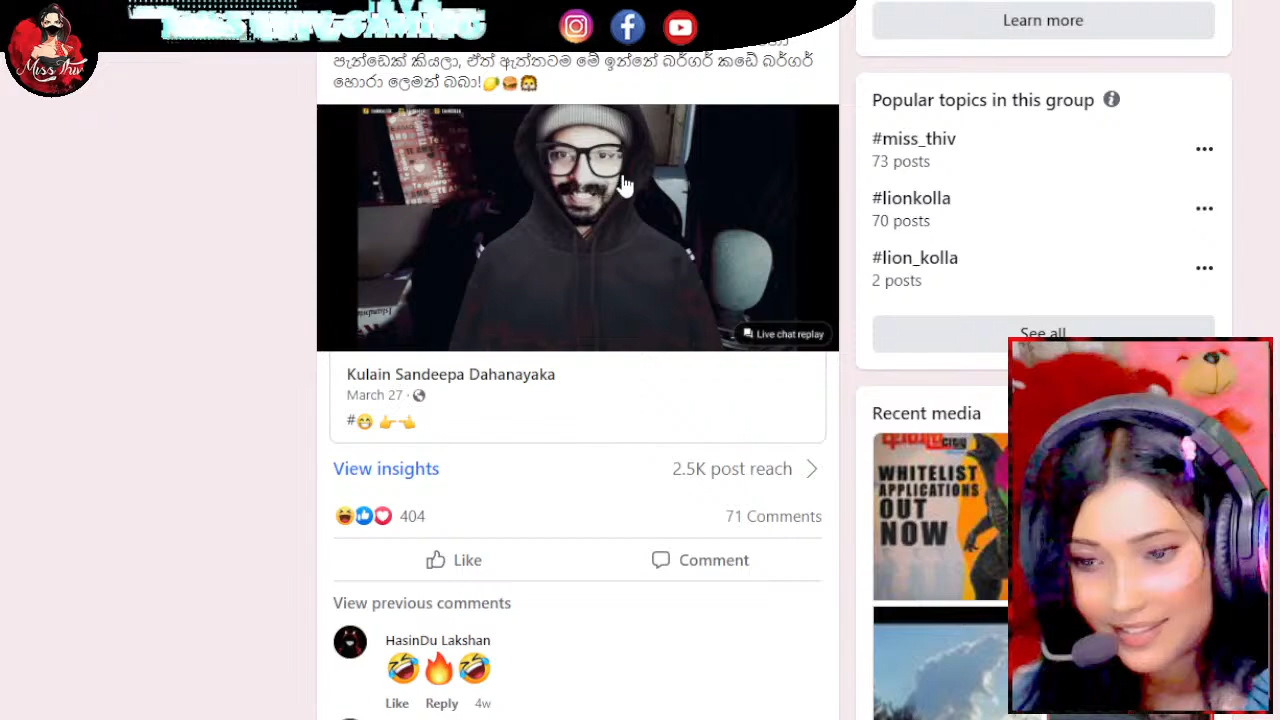 Miss Thiv
Learn more
පැන්ඩෙක් කියලා, ඒත් ඇත්තටම මේ ඉන්නේ බර්ගර් කඩේ බර්ගර්
හොරා ලෙමන් බබා!🍋🍔🦁
Live chat replay
Kulain Sandeepa Dahanayaka
March 27 ·
#😁 👉👈
View insights
2.5K post reach
404
71 Comments
Like
Comment
View previous comments
HasinDu Lakshan
🤣🔥🤣
Like Reply 4w
Popular topics in this group
#miss_thiv
73 posts
#lionkolla
70 posts
#lion_kolla
2 posts
See all
Recent media
WHITELIST
APPLICATIONS
OUT
NOW